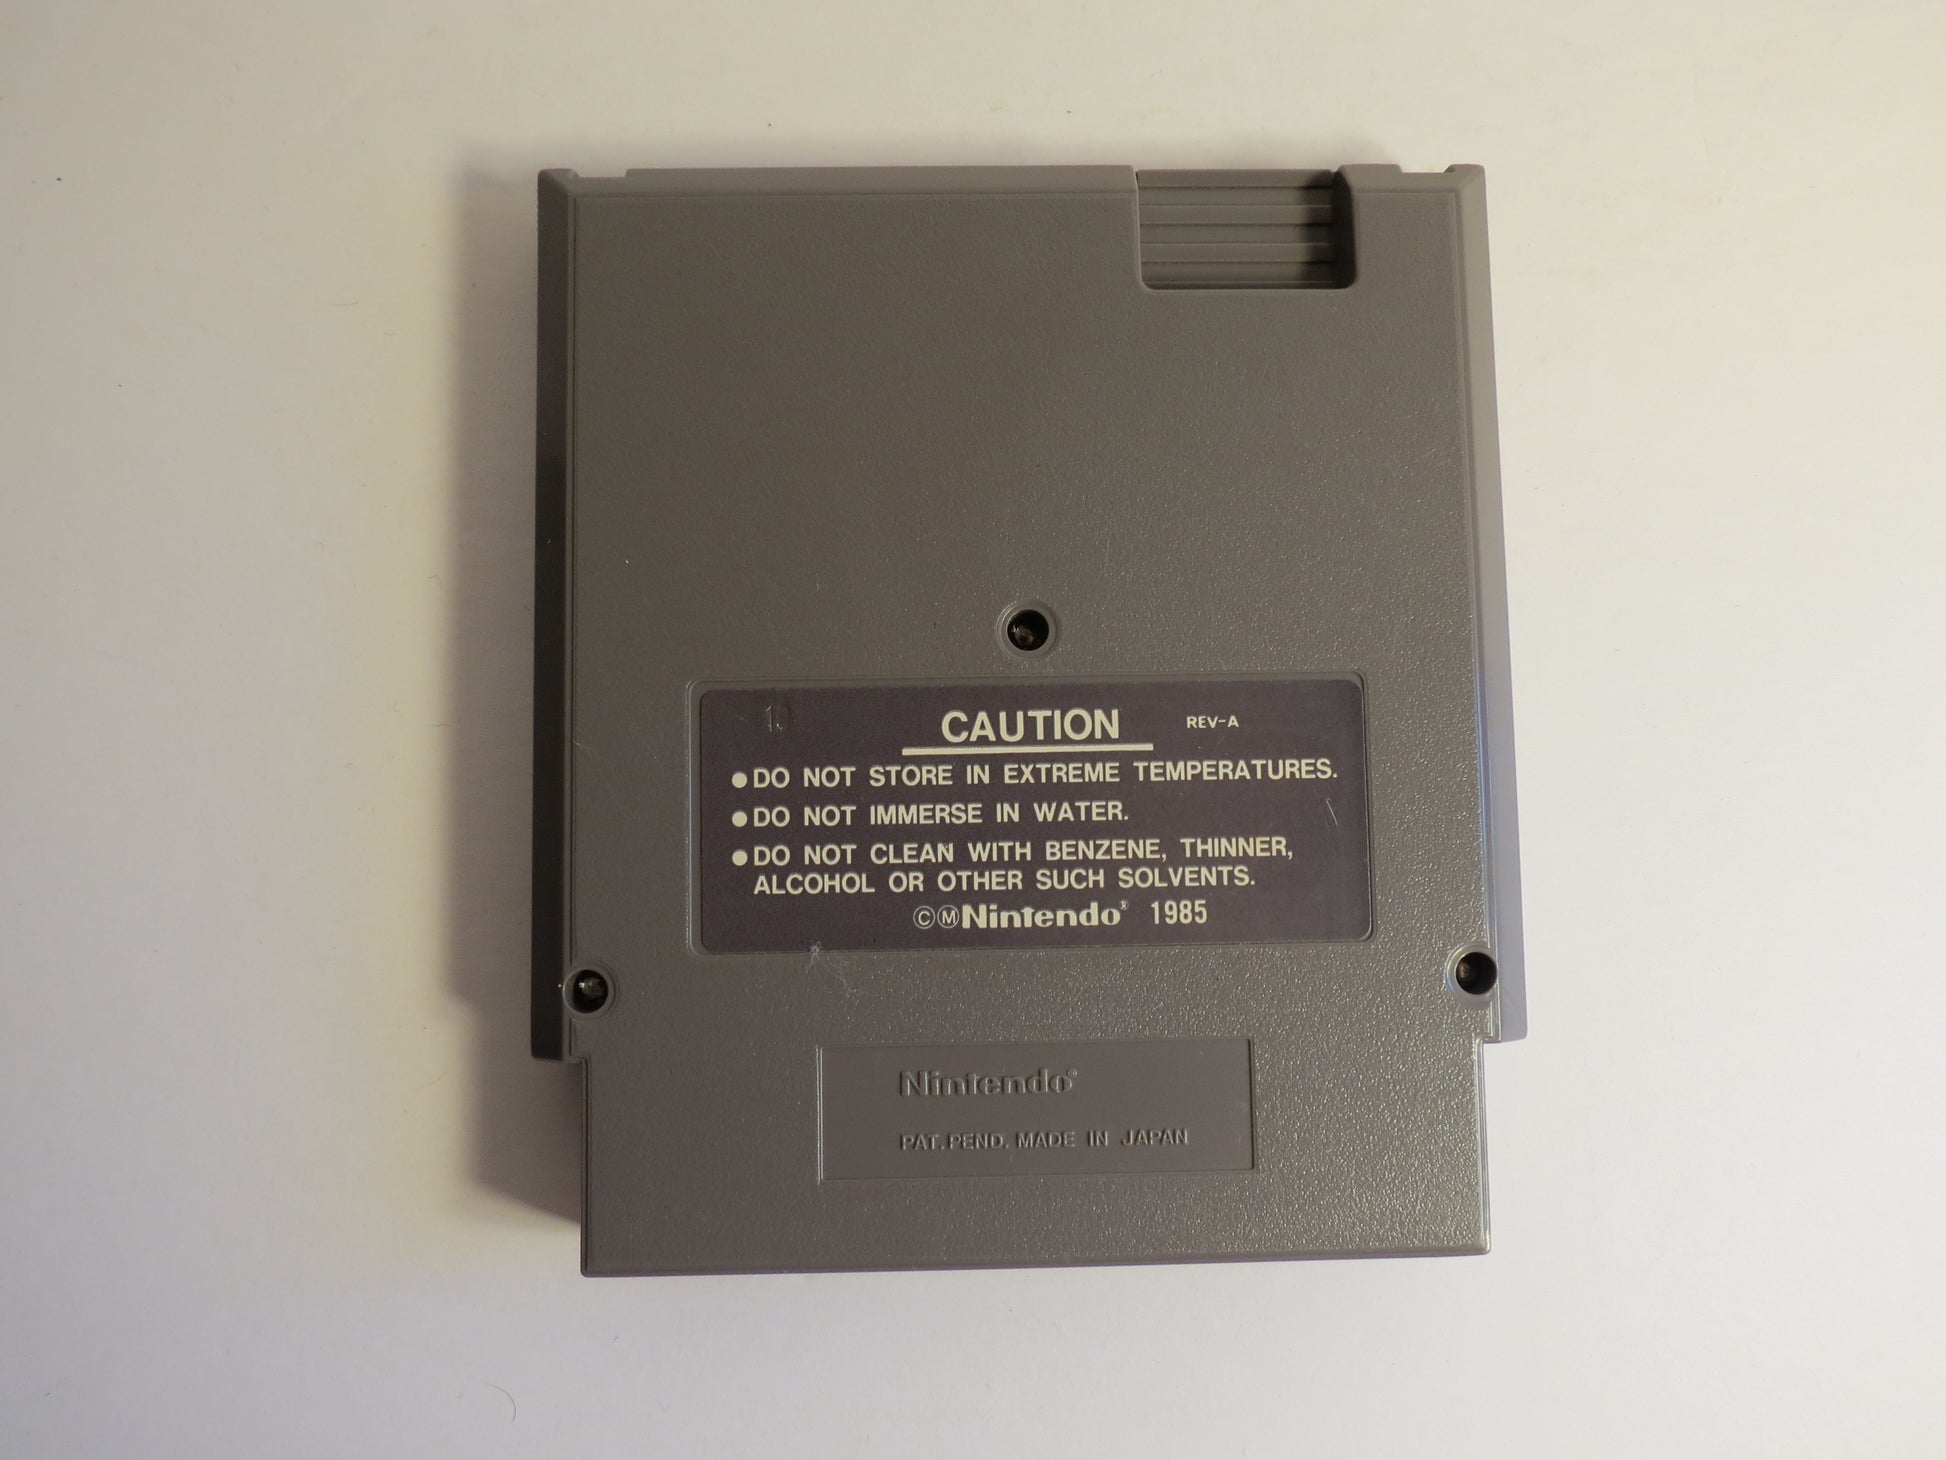 10
CAUTION REV-A
●DO NOT STORE IN EXTREME TEMPERATURES.
●DO NOT IMMERSE IN WATER.
●DO NOT CLEAN WITH BENZENE, THINNER,
ALCOHOL OR OTHER SUCH SOLVENTS.
©ⓂNintendo® 1985
Nintendo®
PAT. PEND. MADE IN JAPAN